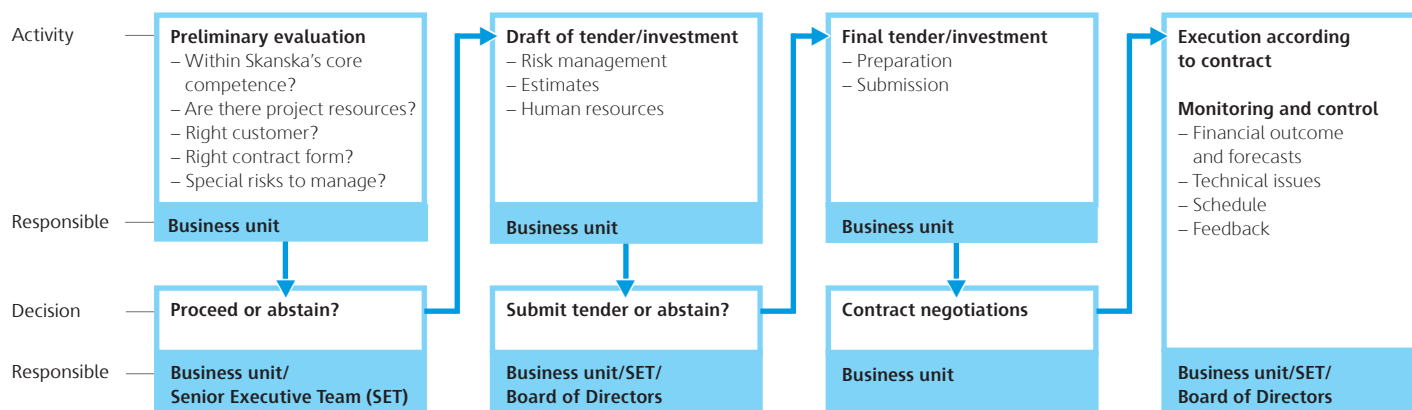 Activity
Preliminary evaluation
– Within Skanska’s core
competence?
– Are there project resources?
– Right customer?
– Right contract form?
– Special risks to manage?
Responsible
Business unit
Decision
Proceed or abstain?
Responsible
Business unit/
Senior Executive Team (SET)
Draft of tender/investment
– Risk management
– Estimates
– Human resources
Business unit
Submit tender or abstain?
Business unit/SET/
Board of Directors
Final tender/investment
– Preparation
– Submission
Business unit
Contract negotiations
Business unit
Execution according
to contract
Monitoring and control
– Financial outcome
and forecasts
– Technical issues
– Schedule
– Feedback
Business unit/SET/
Board of Directors